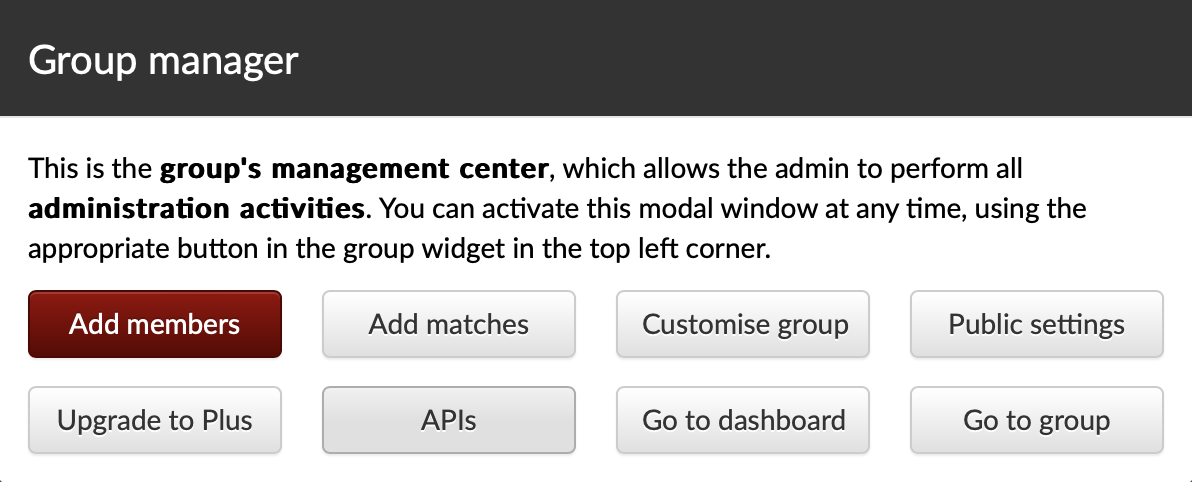 Group manager
This is the group's management center, which allows the admin to perform all
administration activities. You can activate this modal window at any time, using the
appropriate button in the group widget in the top left corner.
Add members Add matches Customise group Public settings
Upgrade to Plus APIs Go to dashboard Go to group